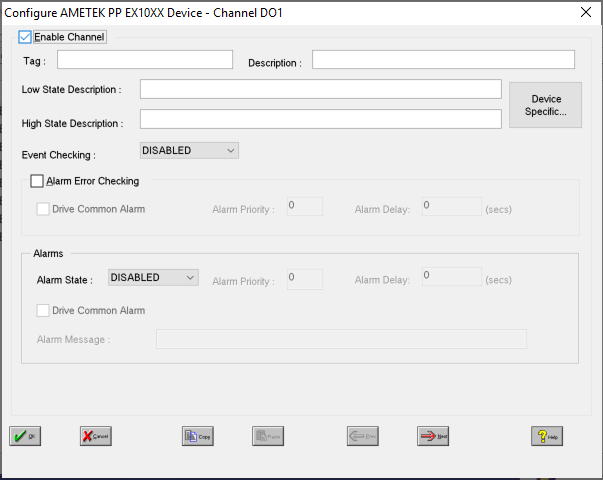 Configure AMETEK PP EX10XX Device - Channel DO1
Enable Channel
Tag :
Description :
Low State Description :
Device Specific...
High State Description :
Event Checking : DISABLED
Alarm Error Checking
Drive Common Alarm Alarm Priority : 0 Alarm Delay: 0 (secs)
Alarms
Alarm State : DISABLED Alarm Priority : 0 Alarm Delay: 0 (secs)
Drive Common Alarm
Alarm Message :
OK Cancel Copy Paste Prev Next Help